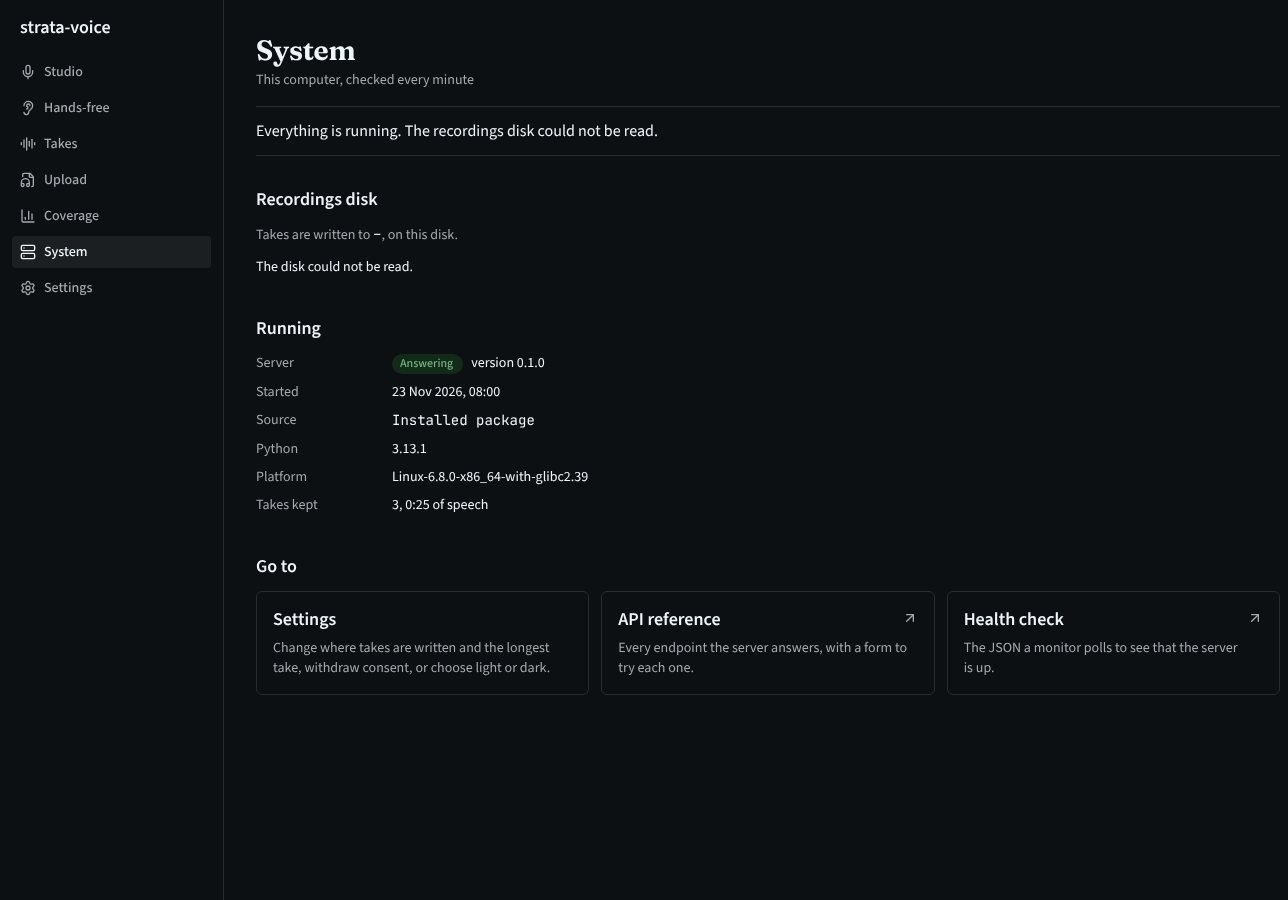 strata-voice
Studio
Hands-free
Takes
Upload
Coverage
System
Settings
System
This computer, checked every minute
Everything is running. The recordings disk could not be read.
Recordings disk
Takes are written to –, on this disk.
The disk could not be read.
Running
Server Answering version 0.1.0
Started 23 Nov 2026, 08:00
Source Installed package
Python 3.13.1
Platform Linux-6.8.0-x86_64-with-glibc2.39
Takes kept 3, 0:25 of speech
Go to
Settings
Change where takes are written and the longest
take, withdraw consent, or choose light or dark.
API reference
Every endpoint the server answers, with a form to
try each one.
Health check
The JSON a monitor polls to see that the server
is up.